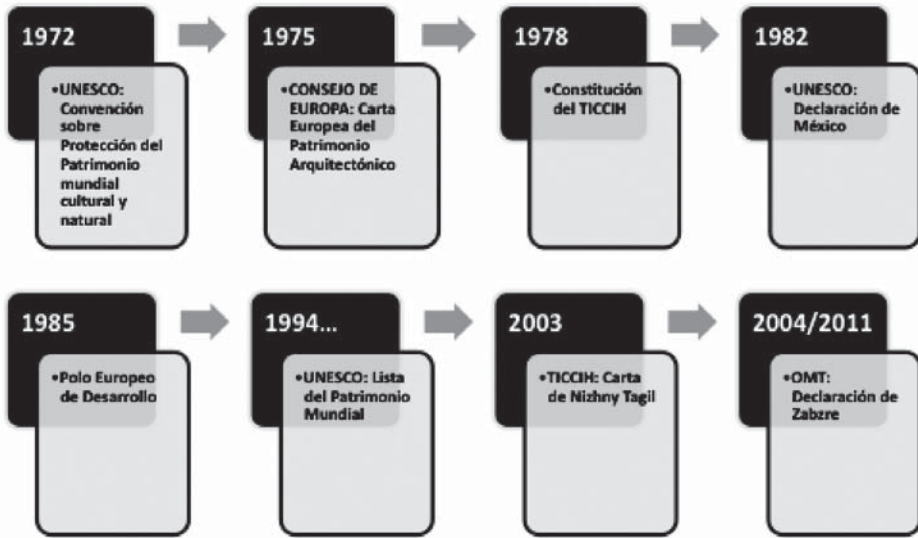 1972
•UNESCO:
Convención
sobre
Protección del
Patrimonio
mundial
cultural y
natural
1975
•CONSEJO DE
EUROPA: Carta
Europea del
Patrimonio
Arquitectónico
1978
•Constitución
del TICCIH
1982
•UNESCO:
Declaración de
México
1985
•Polo Europeo
de Desarrollo
1994...
•UNESCO: Lista
del Patrimonio
Mundial
2003
•TICCIH: Carta
de Nizhny Tagil
2004/2011
•OMT:
Declaración de
Zabzre